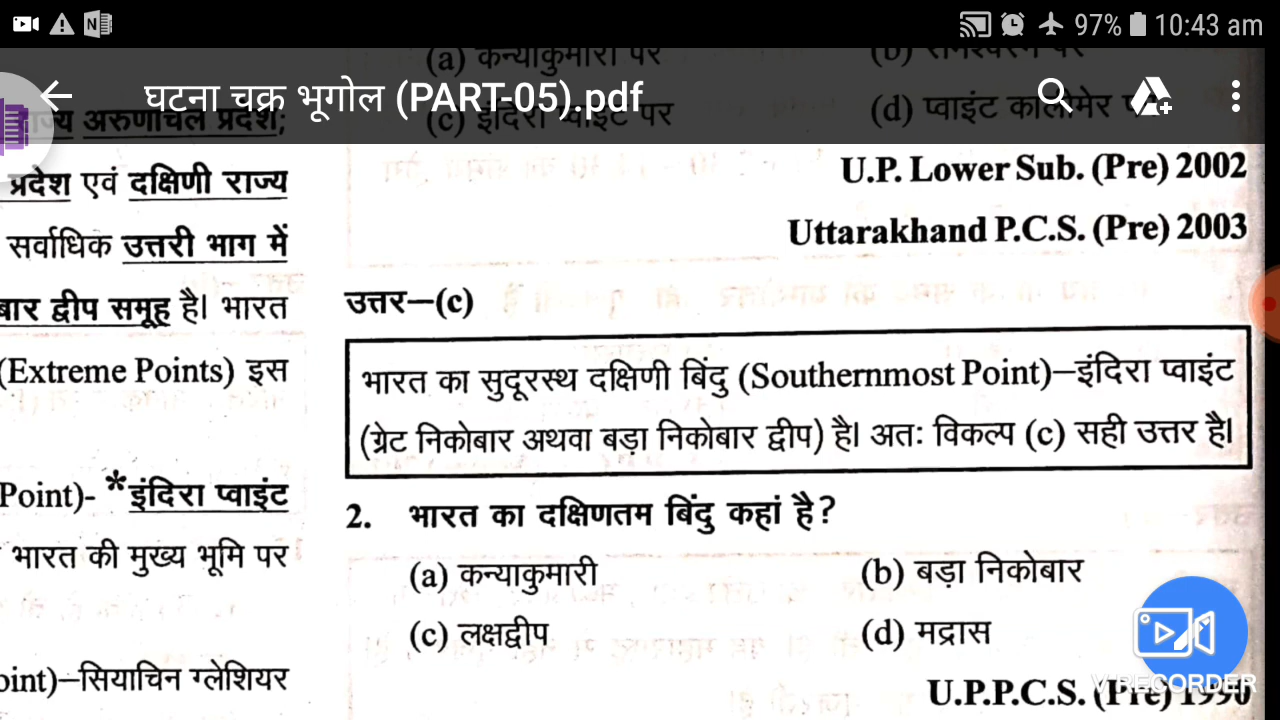 97% 10:43 am
घटना चक्र भूगोल (PART-05).pdf
(a) कन्याकुमारी पर
(c) इंदिरा प्वाइंट पर (d) प्वाइंट कालीमेर
U.P. Lower Sub. (Pre) 2002
Uttarakhand P.C.S. (Pre) 2003
उत्तर—(c)
भारत का सुदूरस्थ दक्षिणी बिंदु (Southernmost Point)—इंदिरा प्वाइंट
(ग्रेट निकोबार अथवा बड़ा निकोबार द्वीप) है। अतः विकल्प (c) सही उत्तर है।
2. भारत का दक्षिणतम बिंदु कहां है?
(a) कन्याकुमारी (b) बड़ा निकोबार
(c) लक्षद्वीप (d) मद्रास
U.P.P.C.S. (Pre) 1990
अरुणाचल प्रदेश;
प्रदेश एवं दक्षिणी राज्य
सर्वाधिक उत्तरी भाग में
द्वीप समूह है। भारत
(Extreme Points) इस
Point)- *इंदिरा प्वाइंट
भारत की मुख्य भूमि पर
oint)—सियाचिन ग्लेशियर
V RECORDER